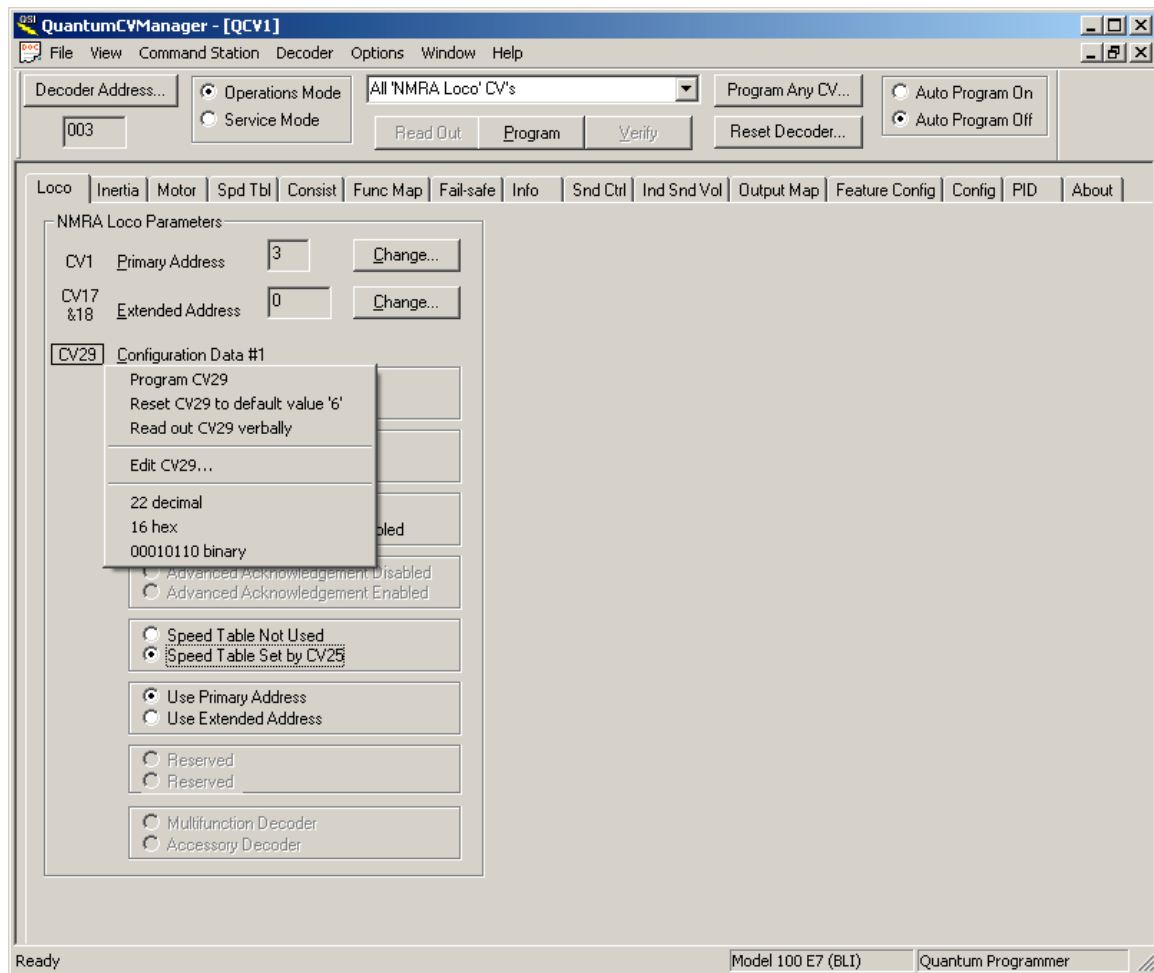 QSI QuantumCVManager - [QCV1]
DOC File View Command Station Decoder Options Window Help
Decoder Address...
003
Operations Mode
Service Mode
All 'NMRA Loco' CV's
Read Out Program Verify
Program Any CV...
Reset Decoder...
Auto Program On
Auto Program Off
Loco Inertia Motor Spd Tbl Consist Func Map Fail-safe Info Snd Ctrl Ind Snd Vol Output Map Feature Config Config PID About
NMRA Loco Parameters
CV1 Primary Address 3 Change...
CV17
&18 Extended Address 0 Change...
CV29 Configuration Data #1
Program CV29
Reset CV29 to default value '6'
Read out CV29 verbally
Edit CV29...
22 decimal
16 hex
00010110 binary
Advanced Acknowledgement Disabled
Advanced Acknowledgement Enabled
Speed Table Not Used
Speed Table Set by CV25
Use Primary Address
Use Extended Address
Reserved
Reserved
Multifunction Decoder
Accessory Decoder
Ready Model 100 E7 (BLI) Quantum Programmer